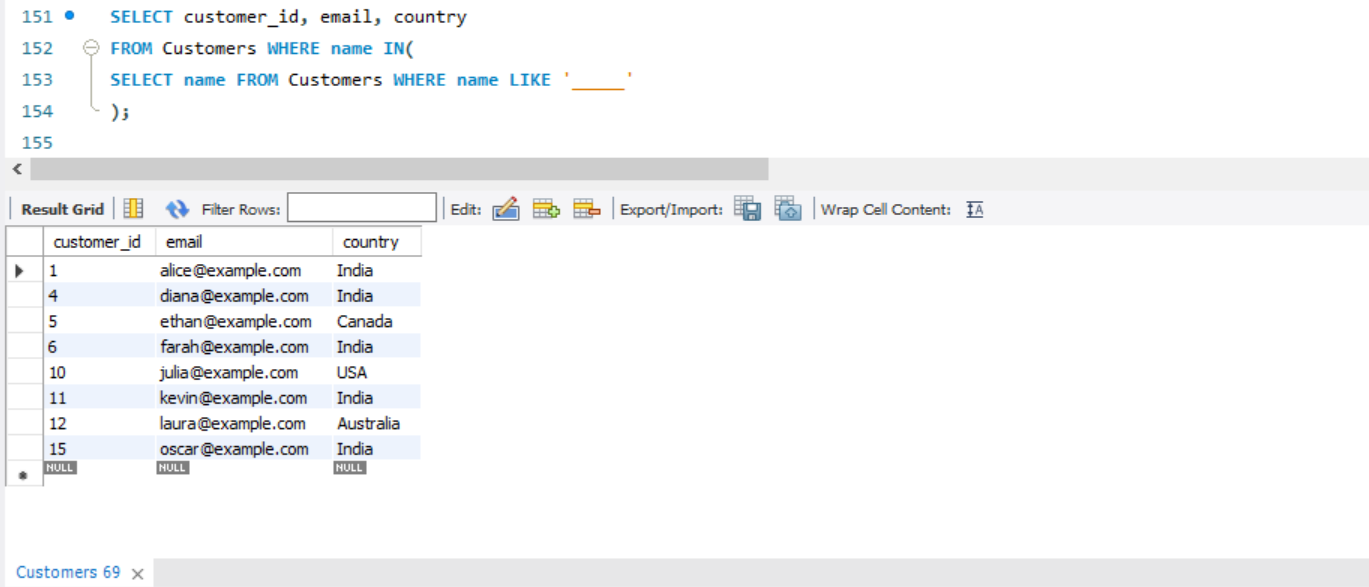 151 SELECT customer_id, email, country
152 FROM Customers WHERE name IN(
153 SELECT name FROM Customers WHERE name LIKE '_____'
154 );
155
Result Grid Filter Rows: Edit: Export/Import: Wrap Cell Content: IA
customer_id email country
1 alice@example.com India
4 diana@example.com India
5 ethan@example.com Canada
6 farah@example.com India
10 julia@example.com USA
11 kevin@example.com India
12 laura@example.com Australia
15 oscar@example.com India
NULL NULL NULL
Customers 69